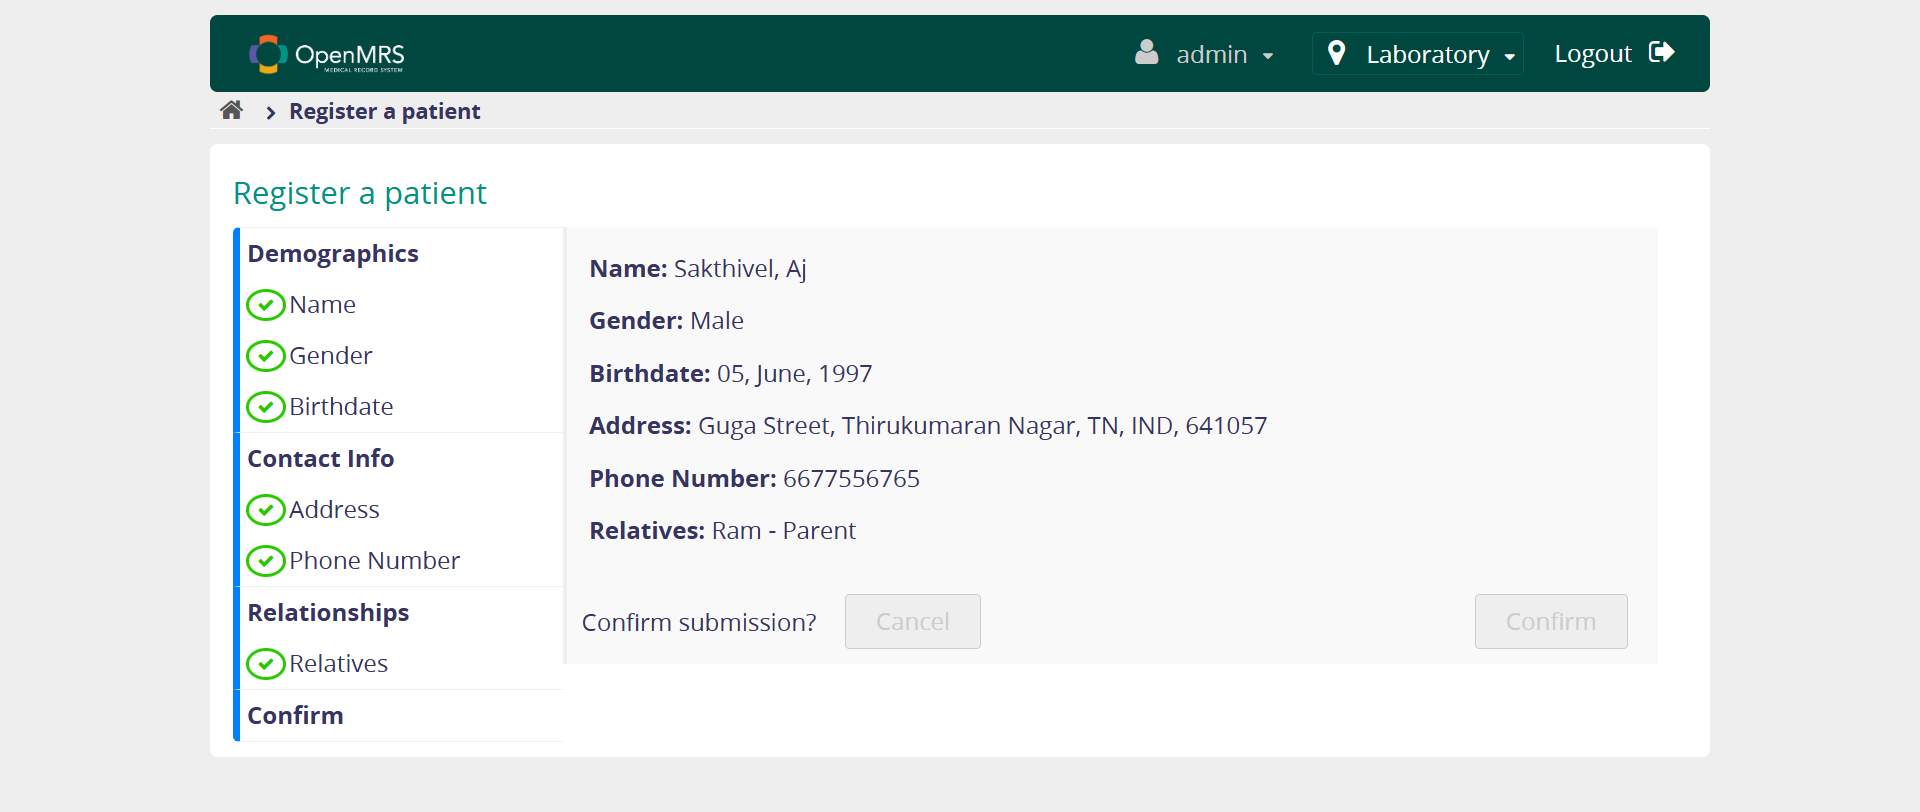 OpenMRS
MEDICAL RECORD SYSTEM
admin
Laboratory
Logout
Register a patient
Register a patient
Demographics
Name
Gender
Birthdate
Contact Info
Address
Phone Number
Relationships
Relatives
Confirm
Name: Sakthivel, Aj
Gender: Male
Birthdate: 05, June, 1997
Address: Guga Street, Thirukumaran Nagar, TN, IND, 641057
Phone Number: 6677556765
Relatives: Ram - Parent
Confirm submission?
Cancel
Confirm